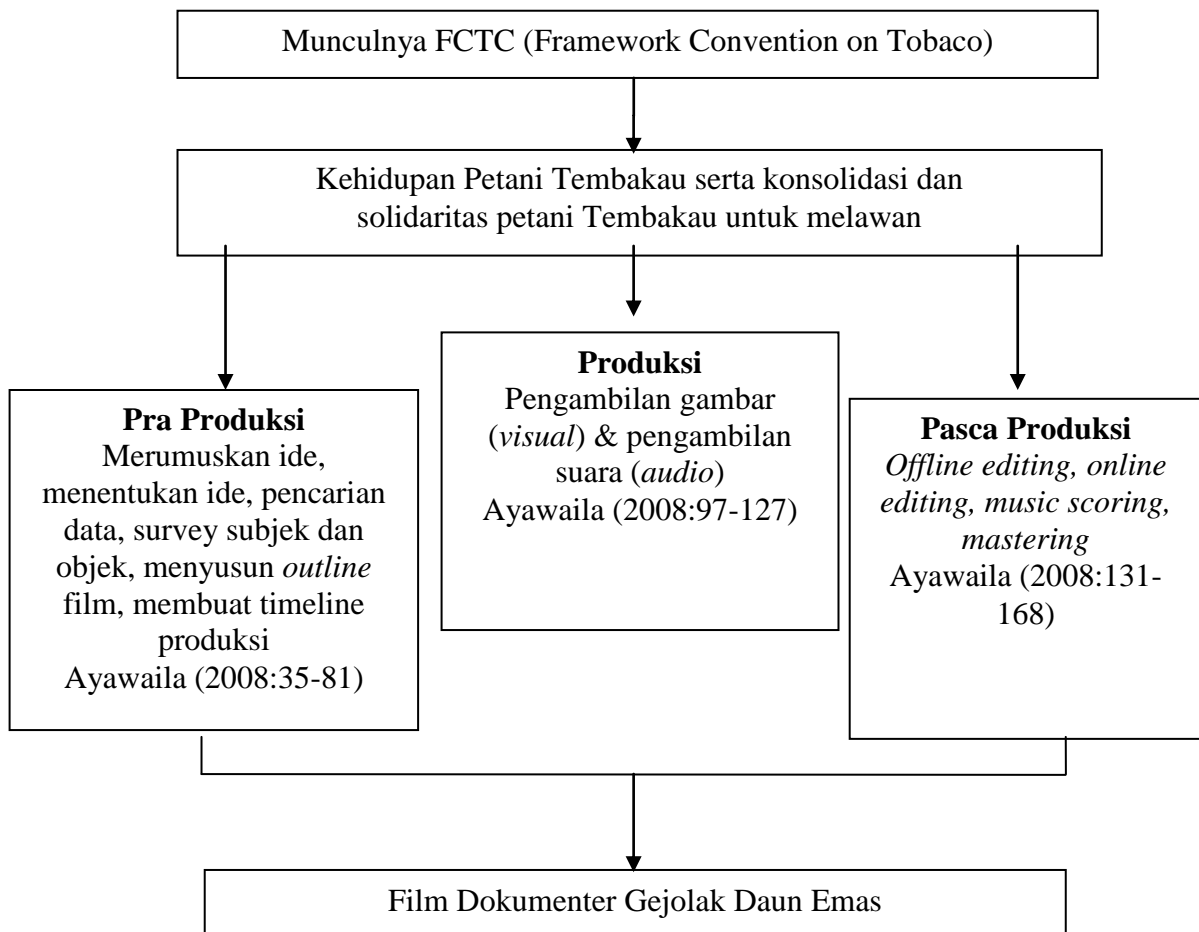 Munculnya FCTC (Framework Convention on Tobaco)
Kehidupan Petani Tembakau serta konsolidasi dan
solidaritas petani Tembakau untuk melawan
Pra Produksi
Merumuskan ide,
menentukan ide, pencarian
data, survey subjek dan
objek, menyusun outline
film, membuat timeline
produksi
Ayawaila (2008:35-81)
Produksi
Pengambilan gambar
(visual) & pengambilan
suara (audio)
Ayawaila (2008:97-127)
Pasca Produksi
Offline editing, online
editing, music scoring,
mastering
Ayawaila (2008:131-
168)
Film Dokumenter Gejolak Daun Emas